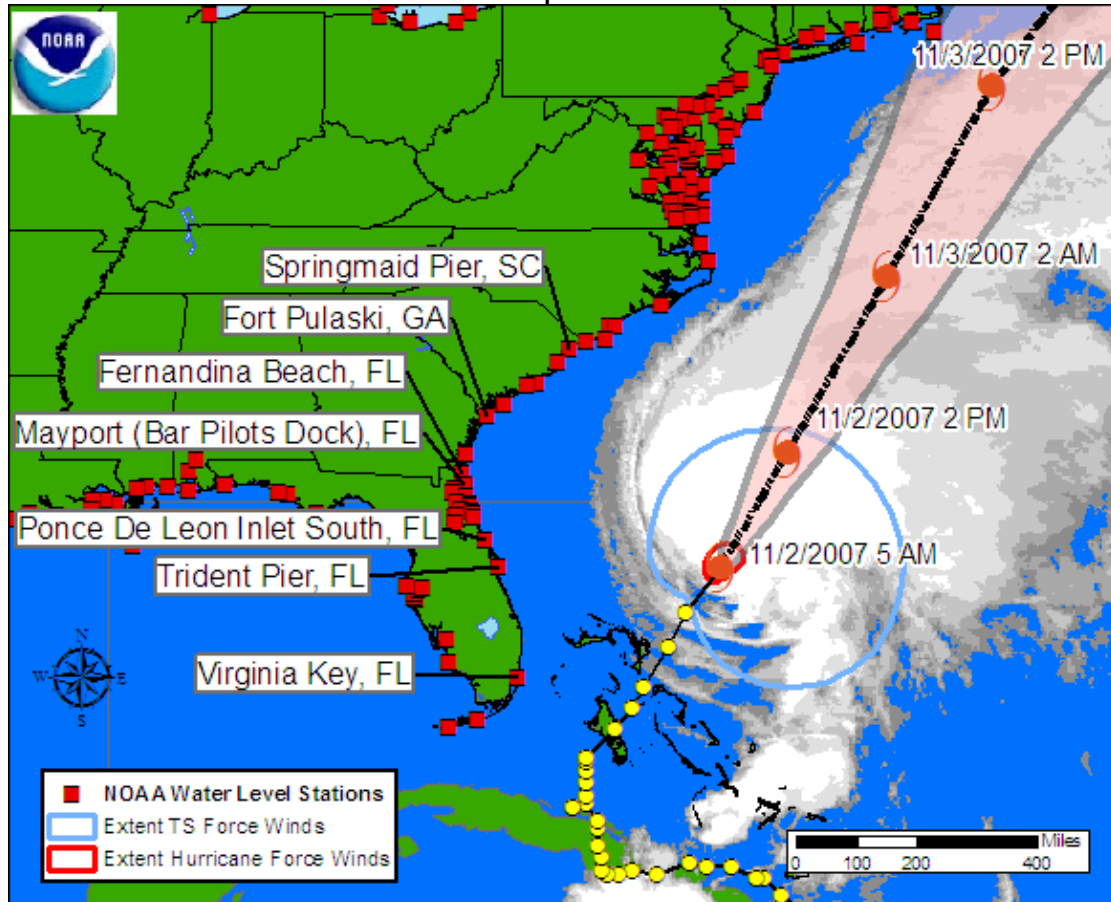 NOAA
11/3/2007 2 PM
11/3/2007 2 AM
Springmaid Pier, SC
Fort Pulaski, GA
Fernandina Beach, FL
Mayport (Bar Pilots Dock), FL
11/2/2007 2 PM
Ponce De Leon Inlet South, FL
11/2/2007 5 AM
Trident Pier, FL
Virginia Key, FL
N
W E
S
NOAA Water Level Stations
Extent TS Force Winds
Extent Hurricane Force Winds
Miles
0 100 200 400